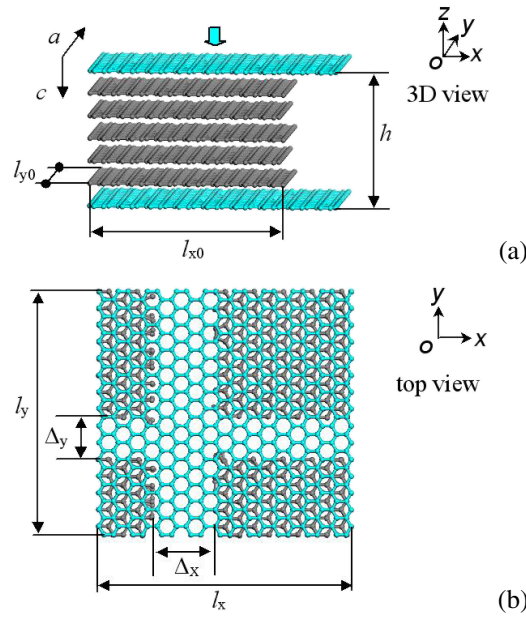 a
c
z
y
o
x
3D view
h
l_y0
l_x0
(a)
y
o
x
top view
l_y
Δ_y
Δ_x
l_x
(b)